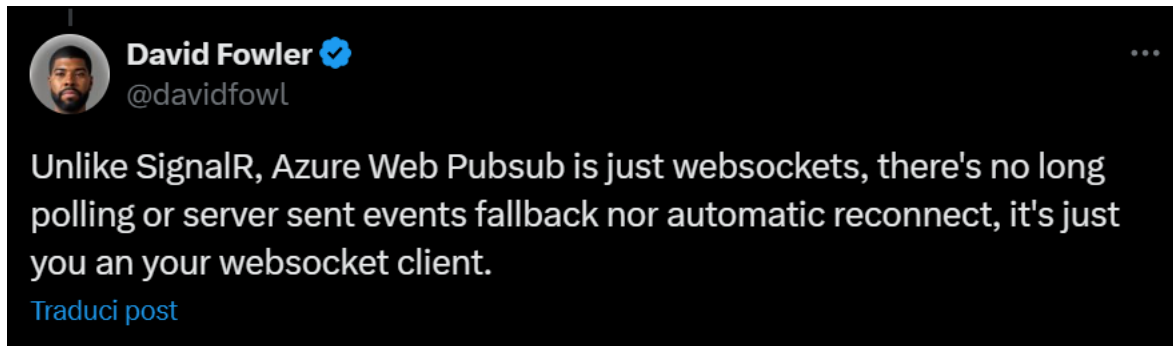 David Fowler
@davidfowl
Unlike SignalR, Azure Web Pubsub is just websockets, there's no long
polling or server sent events fallback nor automatic reconnect, it's just
you an your websocket client.
Traduci post